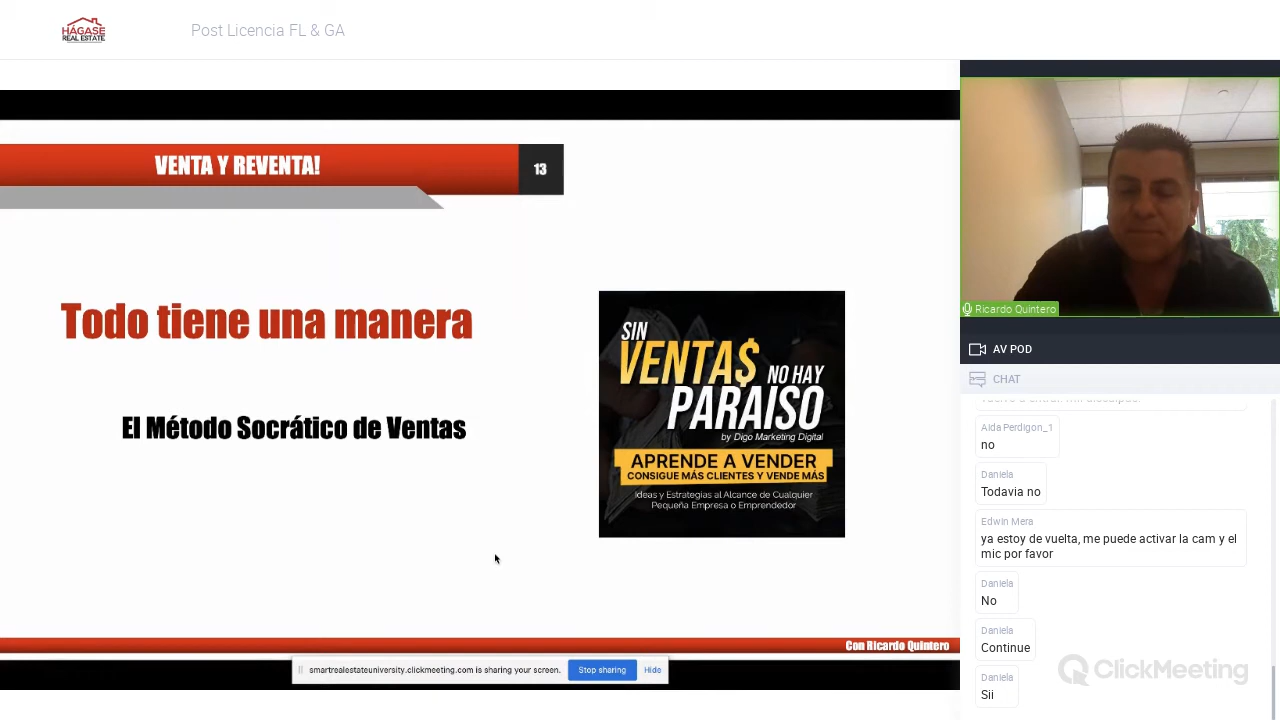 HÁGASE
REAL ESTATE
Post Licencia FL & GA
VENTA Y REVENTA!
13
Todo tiene una manera
El Método Socrático de Ventas
SIN
VENTA$ NO HAY
PARAISO
by Digo Marketing Digital
APRENDE A VENDER
CONSIGUE MÁS CLIENTES Y VENDE MÁS
Ideas y Estrategias al Alcance de Cualquier
Pequeña Empresa o Emprendedor
Con Ricardo Quintero
smartrealestateuniversity.clickmeeting.com is sharing your screen.
Stop sharing
Hide
Ricardo Quintero
AV POD
CHAT
Aida Perdigon_1
no
Daniela
Todavia no
Edwin Mera
ya estoy de vuelta, me puede activar la cam y el
mic por favor
Daniela
No
Daniela
Continue
Daniela
Sii
ClickMeeting